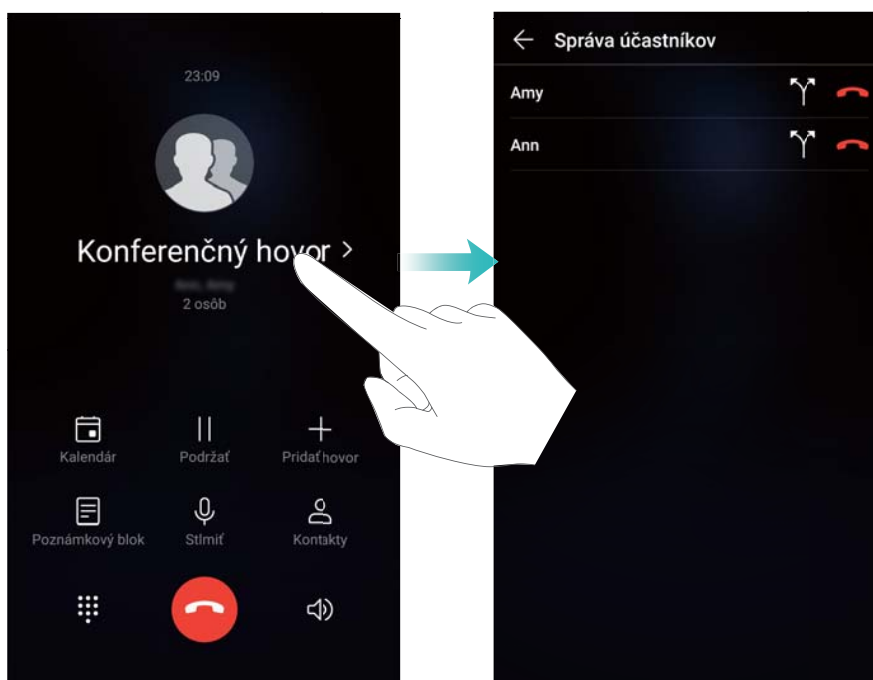 23:09
Konferenčný hovor >
2 osôb
Kalendár
Podržať
Pridať hovor
Poznámkový blok
Stlmiť
Kontakty
Správa účastníkov
Amy
Ann